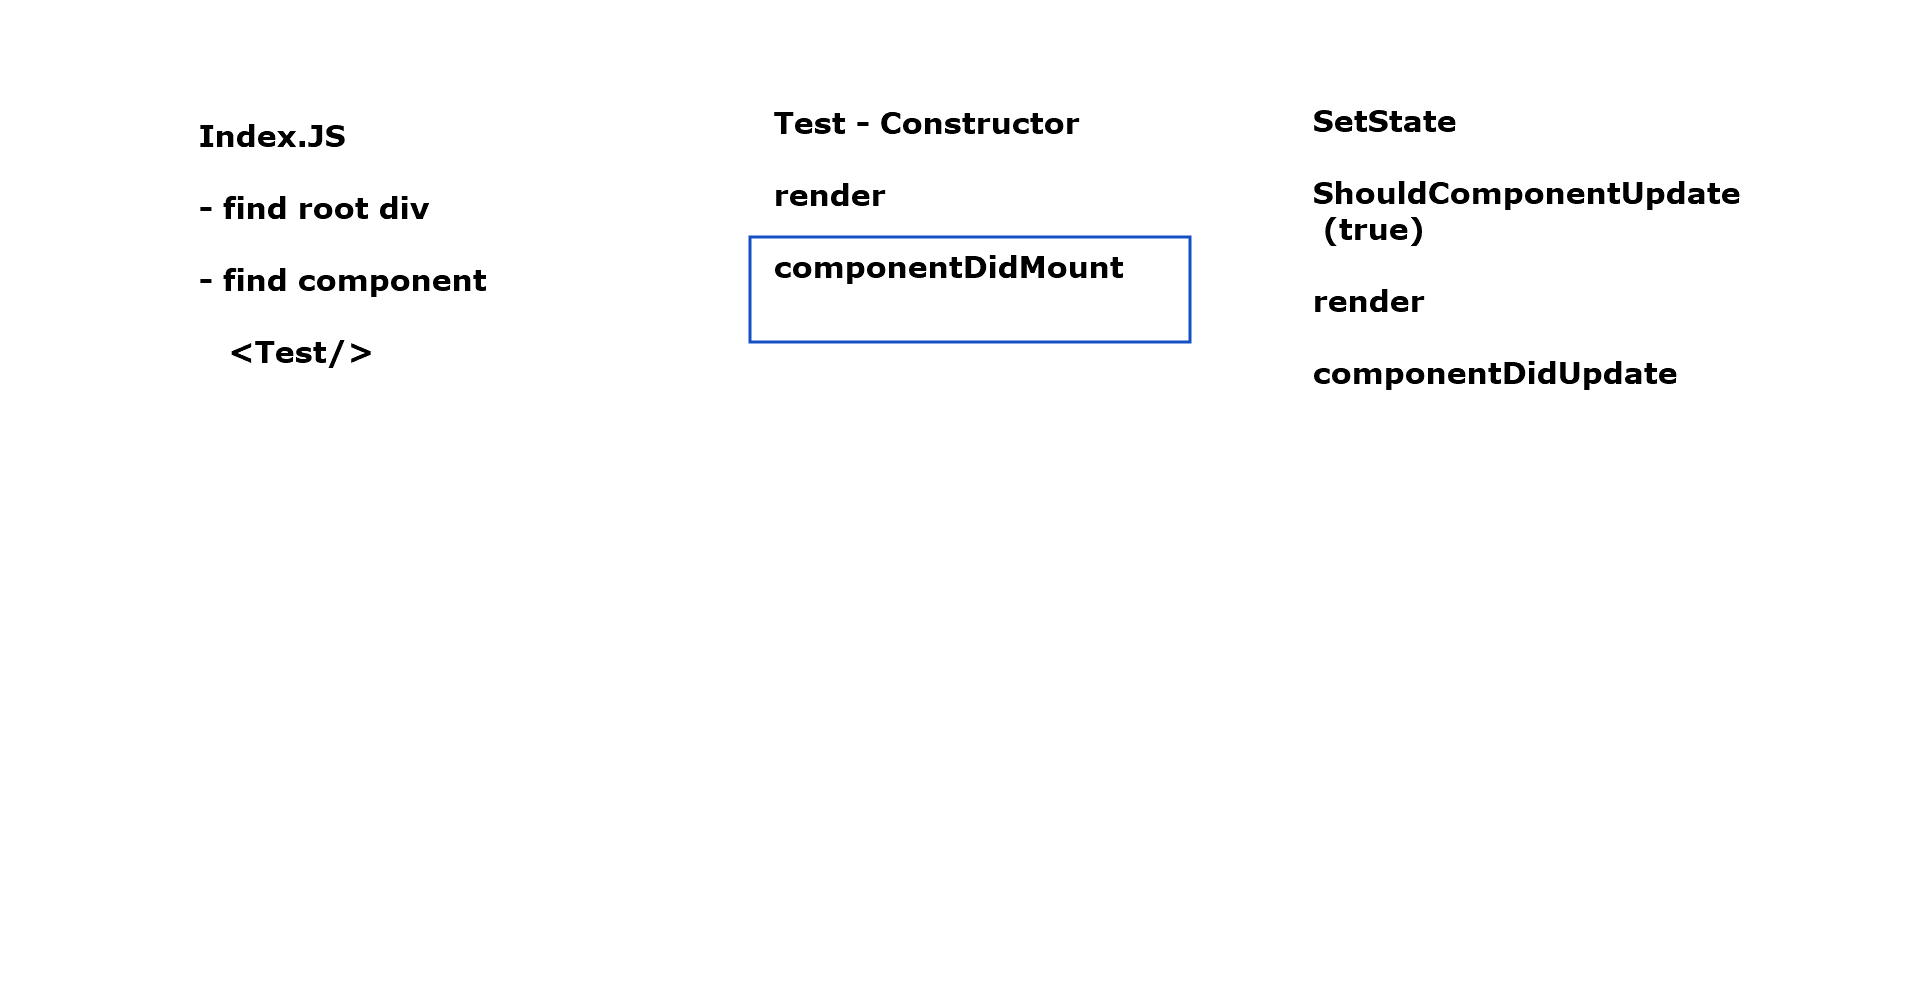 Index.JS
- find root div
- find component
<Test/>
Test - Constructor
render
componentDidMount
SetState
ShouldComponentUpdate
(true)
render
componentDidUpdate